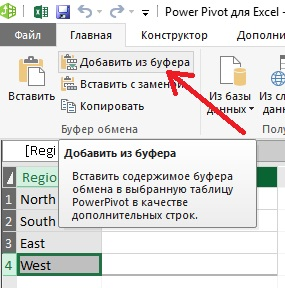 Power Pivot для Excel -
Файл Главная Конструктор Дополни
Вставить
Добавить из буфера
Вставить с заменой
Копировать
Буфер обмена
Из базы данных
Из сл
д
Полу
[Regi
Добавить из буфера
Вставить содержимое буфера
обмена в выбранную таблицу
PowerPivot в качестве
дополнительных строк.
Regio
1 North
2 South
3 East
4 West